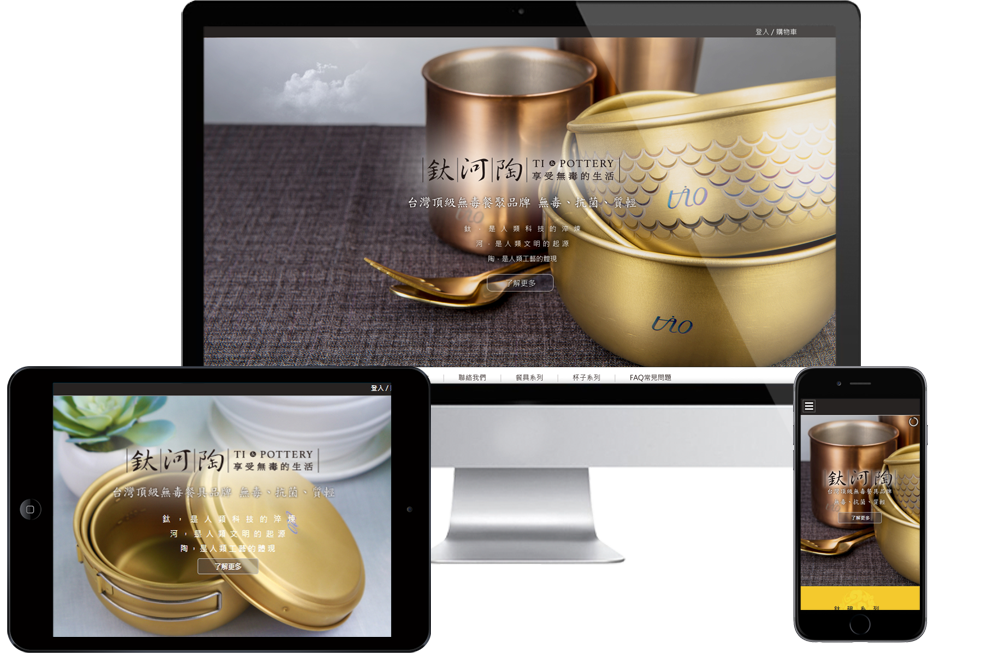 登入 / 購物車
鈦河陶 TI & POTTERY
享受無毒的生活
台灣頂級無毒餐具品牌 無毒、抗菌、質輕
鈦，是人類科技的淬煉
河，是人類文明的起源
陶，是人類工藝的體現
了解更多
tio
tio
聯絡我們 | 餐具系列 | 杯子系列 | FAQ常見問題
登入 /
鈦河陶 TI & POTTERY
享受無毒的生活
台灣頂級無毒餐具品牌 無毒、抗菌、質輕
鈦，是人類科技的淬煉
河，是人類文明的起源
陶，是人類工藝的體現
了解更多
鈦河陶
台灣頂級無毒餐具品牌
無毒、抗菌、質輕
了解更多